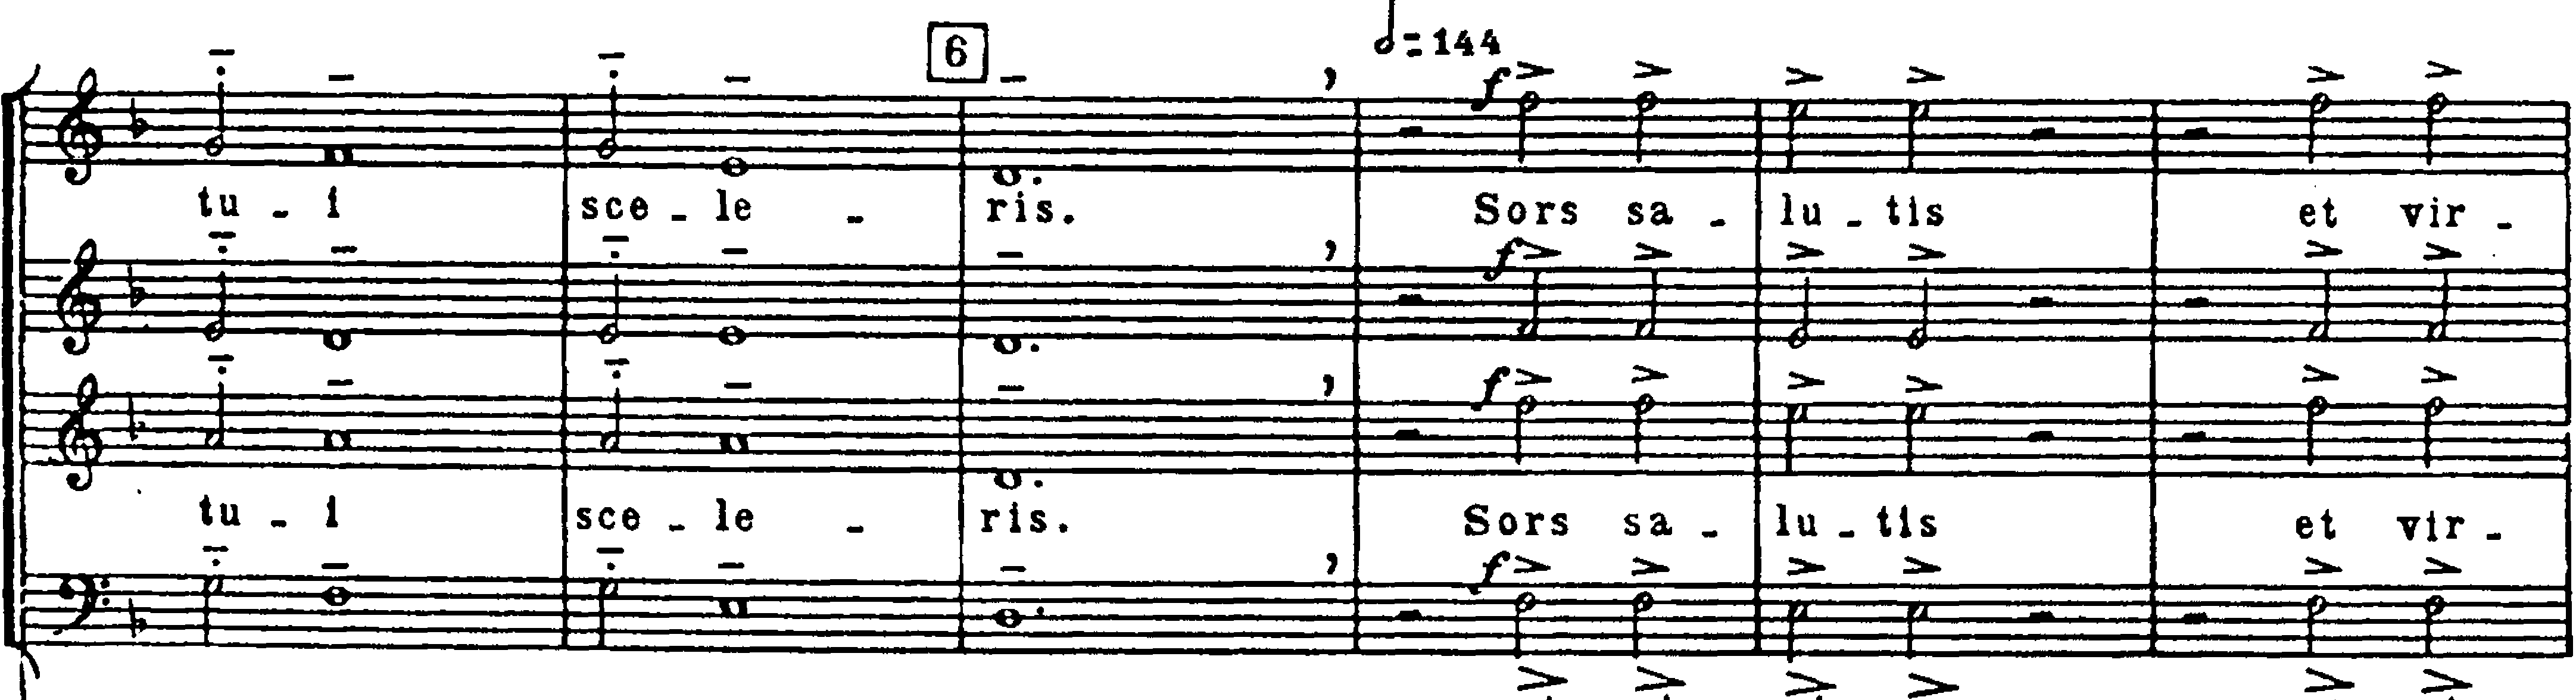 6
♩=144
f
tu - i sce - le - ris. Sors sa - lu - tis et vir -
f
f
tu - i sce - le - ris. Sors sa - lu - tis et vir -
f